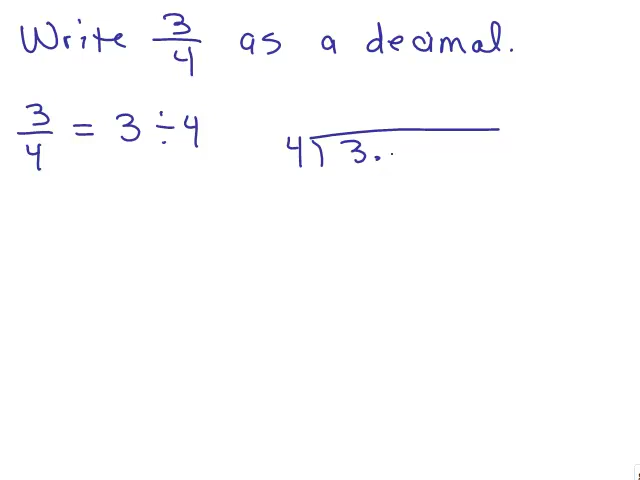 Write 3/4 as a decimal.
3/4 = 3 ÷ 4
4) 3.